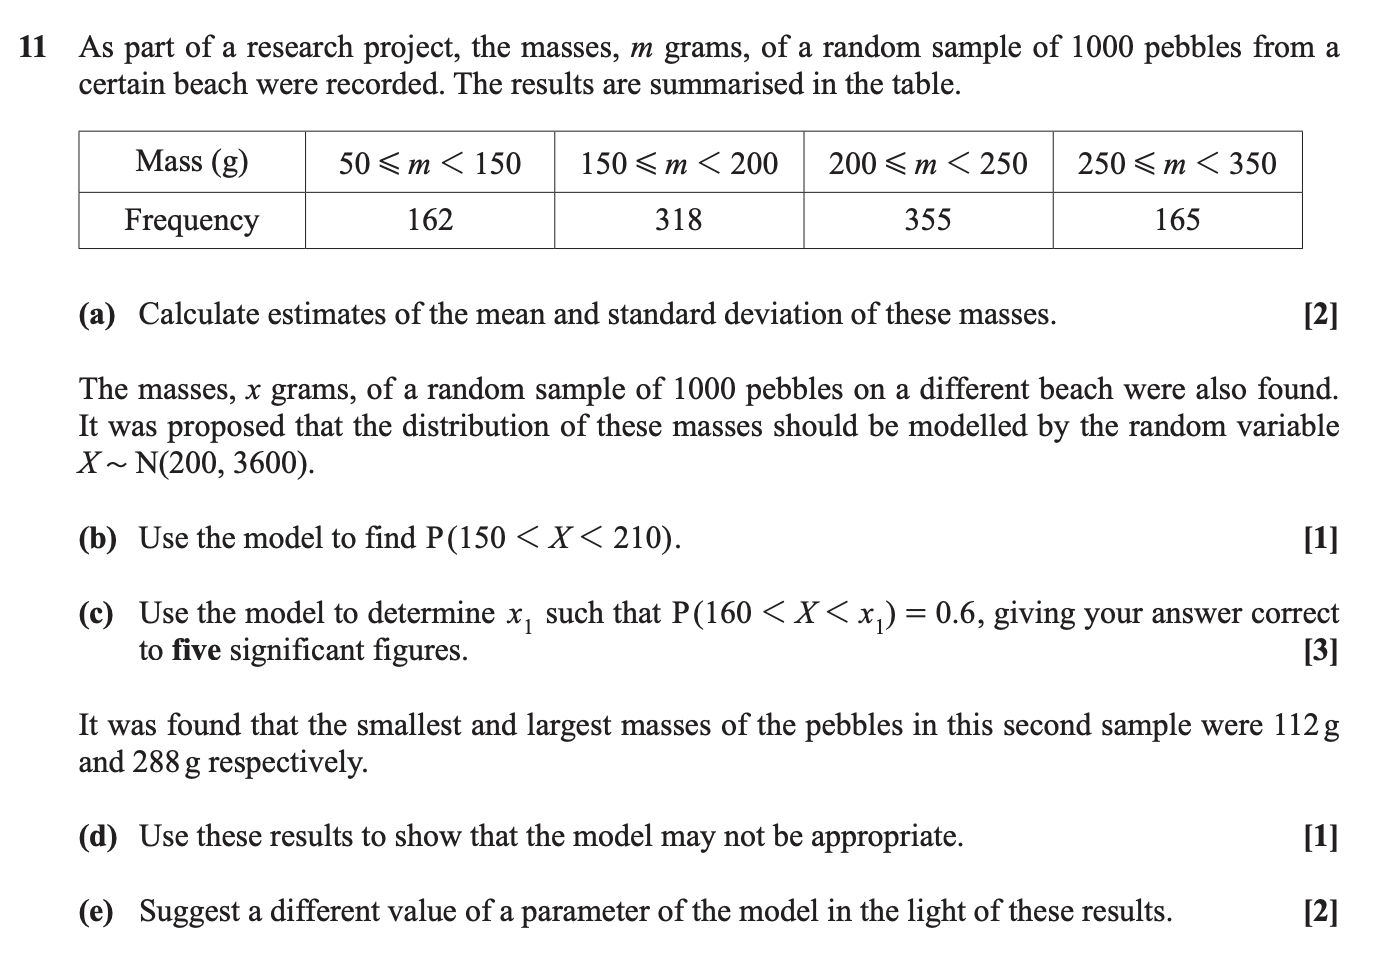 11 As part of a research project, the masses, m grams, of a random sample of 1000 pebbles from a
certain beach were recorded. The results are summarised in the table.
Mass (g) 50 ⩽ m < 150 150 ⩽ m < 200 200 ⩽ m < 250 250 ⩽ m < 350
Frequency 162 318 355 165
(a) Calculate estimates of the mean and standard deviation of these masses. [2]
The masses, x grams, of a random sample of 1000 pebbles on a different beach were also found.
It was proposed that the distribution of these masses should be modelled by the random variable
X ~ N(200, 3600).
(b) Use the model to find P(150 < X < 210). [1]
(c) Use the model to determine x₁ such that P(160 < X < x₁) = 0.6, giving your answer correct
to five significant figures. [3]
It was found that the smallest and largest masses of the pebbles in this second sample were 112 g
and 288 g respectively.
(d) Use these results to show that the model may not be appropriate. [1]
(e) Suggest a different value of a parameter of the model in the light of these results. [2]